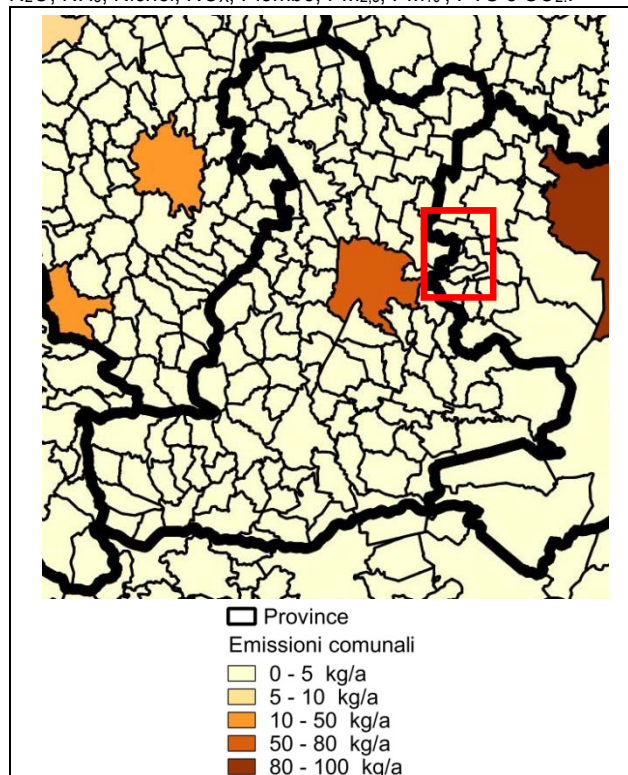 Province
Emissioni comunali
0 - 5 kg/a
5 - 10 kg/a
10 - 50 kg/a
50 - 80 kg/a
80 - 100 kg/a